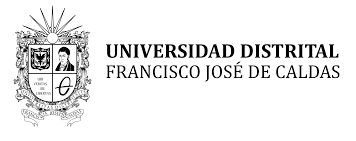 UNIVERSIDAD DISTRITAL
FRANCISCO JOSÉ DE CALDAS